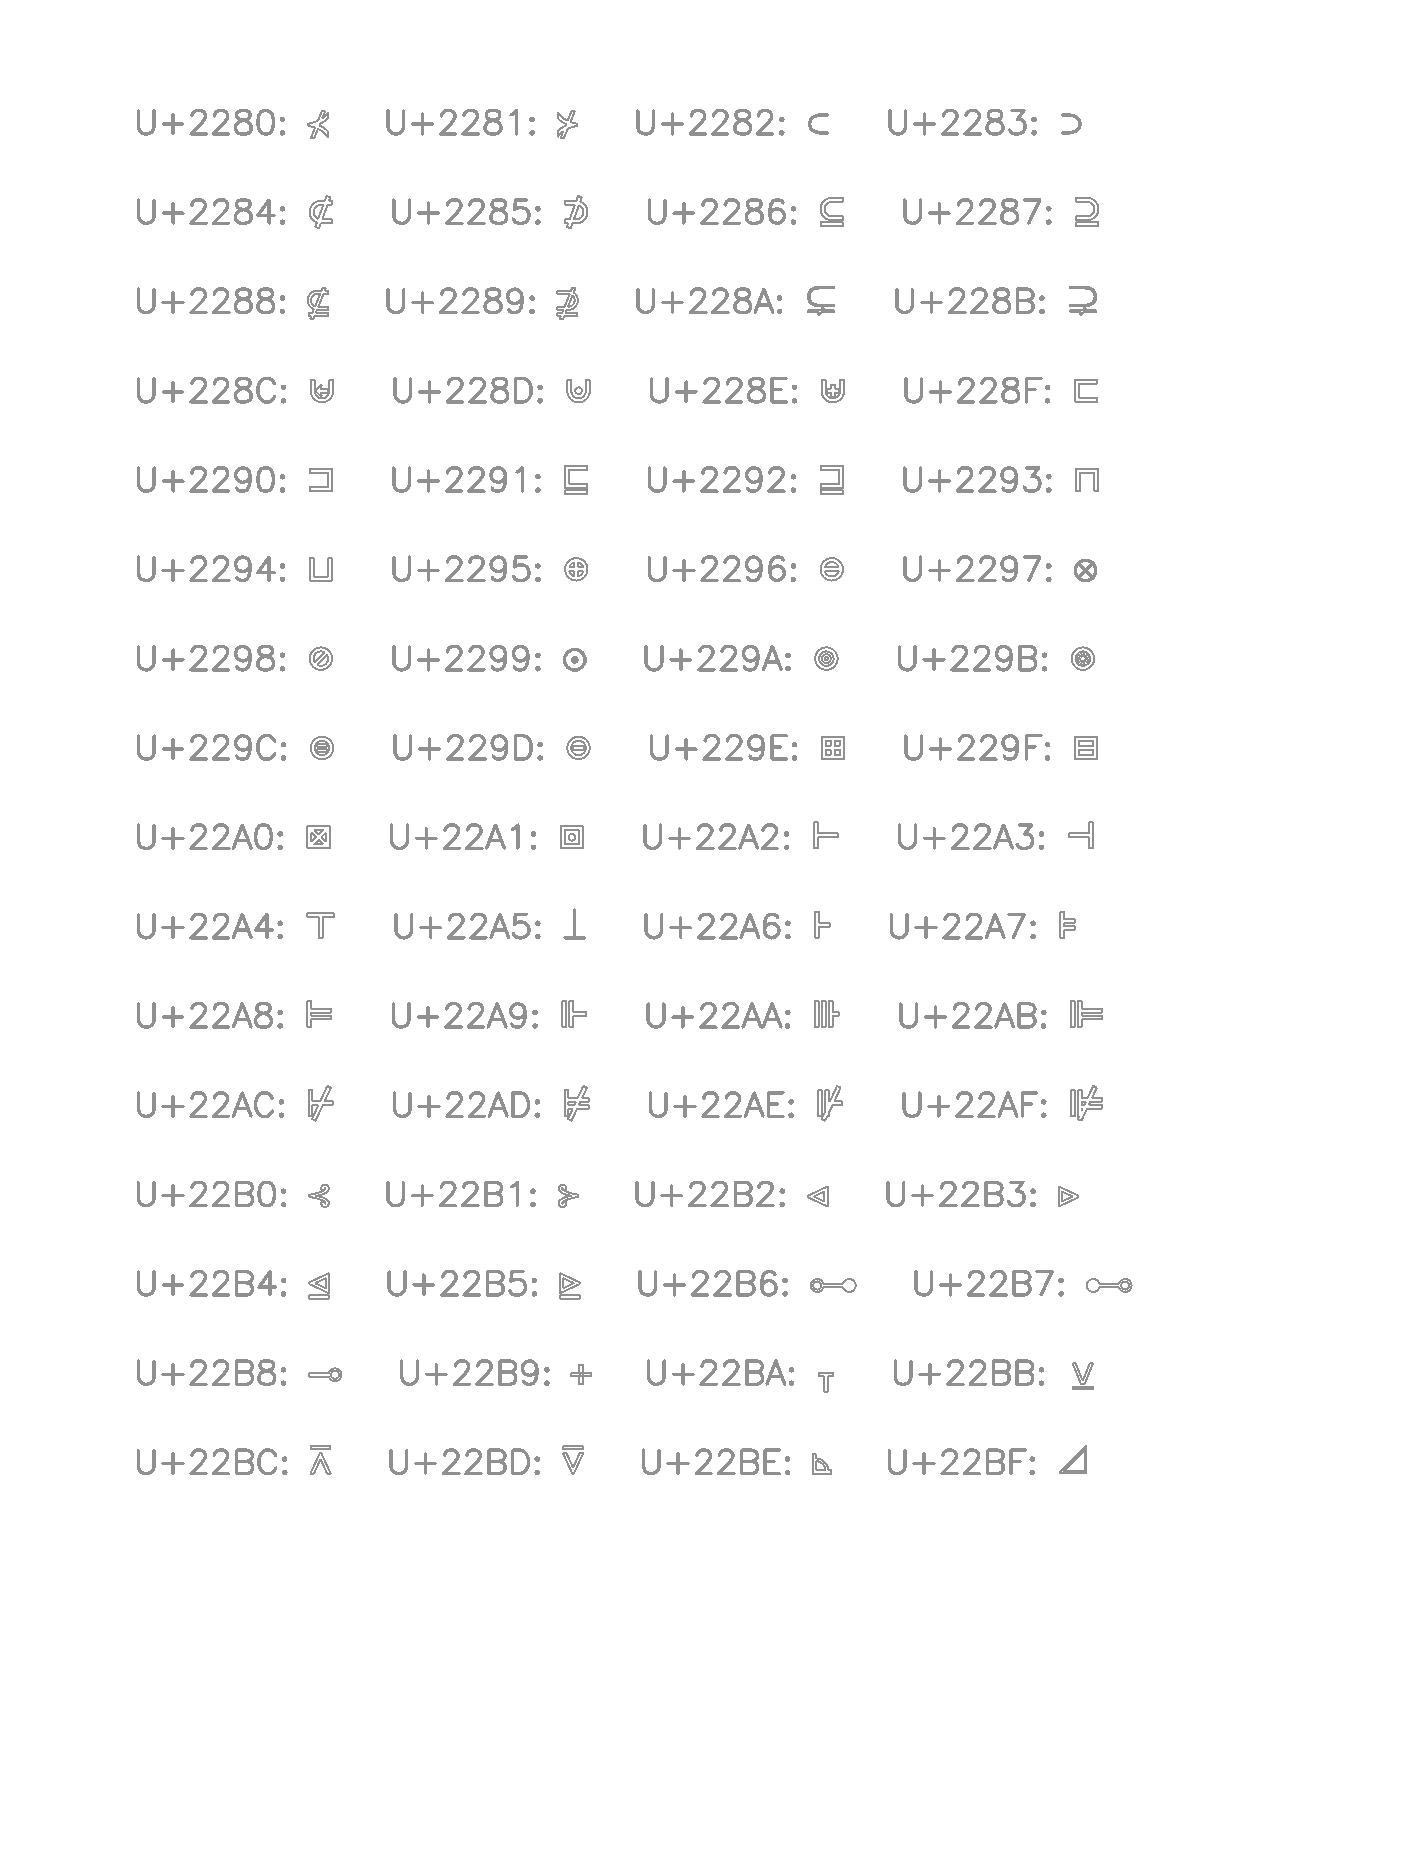 U+2280: ⊀ U+2281: ⊁ U+2282: ⊂ U+2283: ⊃
U+2284: ⊄ U+2285: ⊅ U+2286: ⊆ U+2287: ⊇
U+2288: ⊈ U+2289: ⊉ U+228A: ⊊ U+228B: ⊋
U+228C: ⊌ U+228D: ⊍ U+228E: ⊎ U+228F: ⊏
U+2290: ⊐ U+2291: ⊑ U+2292: ⊒ U+2293: ⊓
U+2294: ⊔ U+2295: ⊕ U+2296: ⊖ U+2297: ⊗
U+2298: ⊘ U+2299: ⊙ U+229A: ⊚ U+229B: ⊛
U+229C: ⊜ U+229D: ⊝ U+229E: ⊞ U+229F: ⊟
U+22A0: ⊠ U+22A1: ⊡ U+22A2: ⊢ U+22A3: ⊣
U+22A4: ⊤ U+22A5: ⊥ U+22A6: ⊦ U+22A7: ⊧
U+22A8: ⊨ U+22A9: ⊩ U+22AA: ⊪ U+22AB: ⊫
U+22AC: ⊬ U+22AD: ⊭ U+22AE: ⊮ U+22AF: ⊯
U+22B0: ⊰ U+22B1: ⊱ U+22B2: ⊲ U+22B3: ⊳
U+22B4: ⊴ U+22B5: ⊵ U+22B6: ⊶ U+22B7: ⊷
U+22B8: ⊸ U+22B9: ⊹ U+22BA: ⊺ U+22BB: ⊻
U+22BC: ⊼ U+22BD: ⊽ U+22BE: ⊾ U+22BF: ⊿